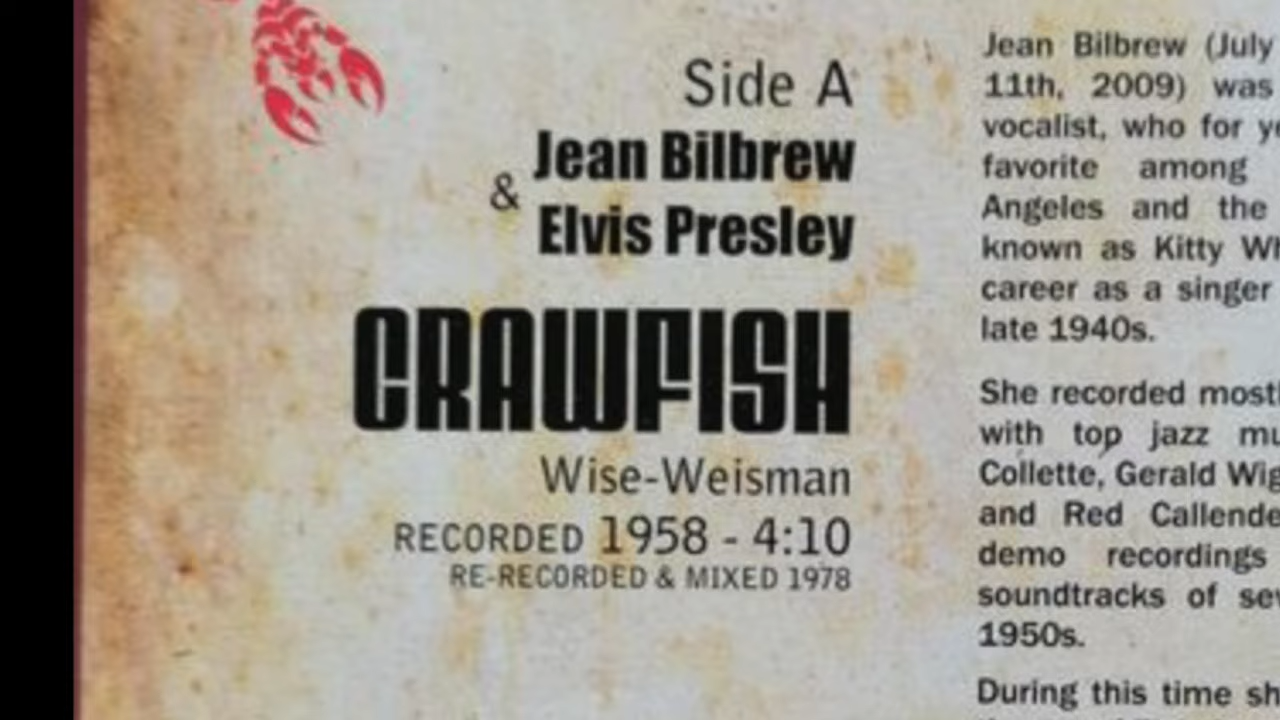 Side A
Jean Bilbrew
& Elvis Presley
CRAWFISH
Wise-Weisman
RECORDED 1958 - 4:10
RE-RECORDED & MIXED 1978
Jean Bilbrew (July
11th, 2009) was
vocalist, who for
favorite among
Angeles and the
known as Kitty
career as a singer
late 1940s.
She recorded
with top jazz
Collette, Gerald
and Red
demo recordings
soundtracks of
1950s.
During this time